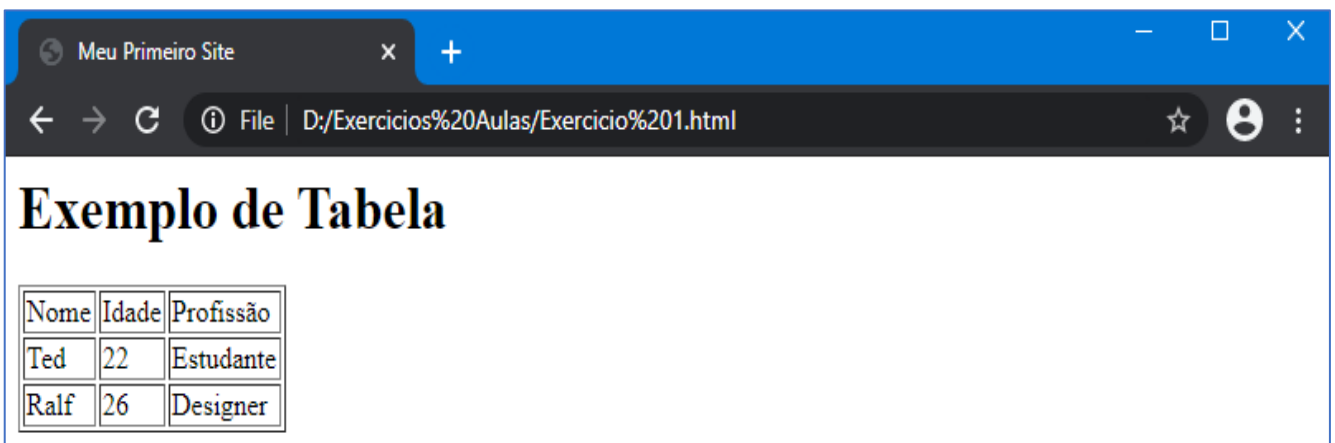 Meu Primeiro Site
File D:/Exercicios%20Aulas/Exercicio%201.html
Exemplo de Tabela
Nome Idade Profissão
Ted 22 Estudante
Ralf 26 Designer